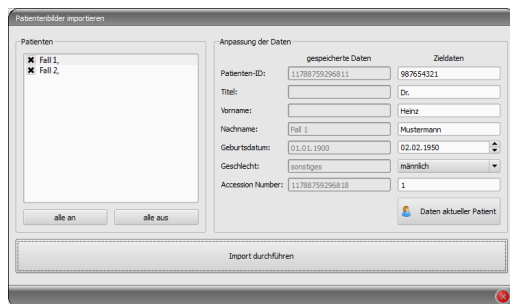 Patientenbilder importieren
Patienten
Fall 1,
Fall 2,
alle an
alle aus
Anpassung der Daten
gespeicherte Daten
Zieldaten
Patienten-ID:
11788759296811
987654321
Titel:
Dr.
Vorname:
Heinz
Nachname:
Fall 1
Mustermann
Geburtsdatum:
01.01.1900
02.02.1950
Geschlecht:
sonstiges
männlich
Accession Number:
11788759296818
1
Daten aktueller Patient
Import durchführen